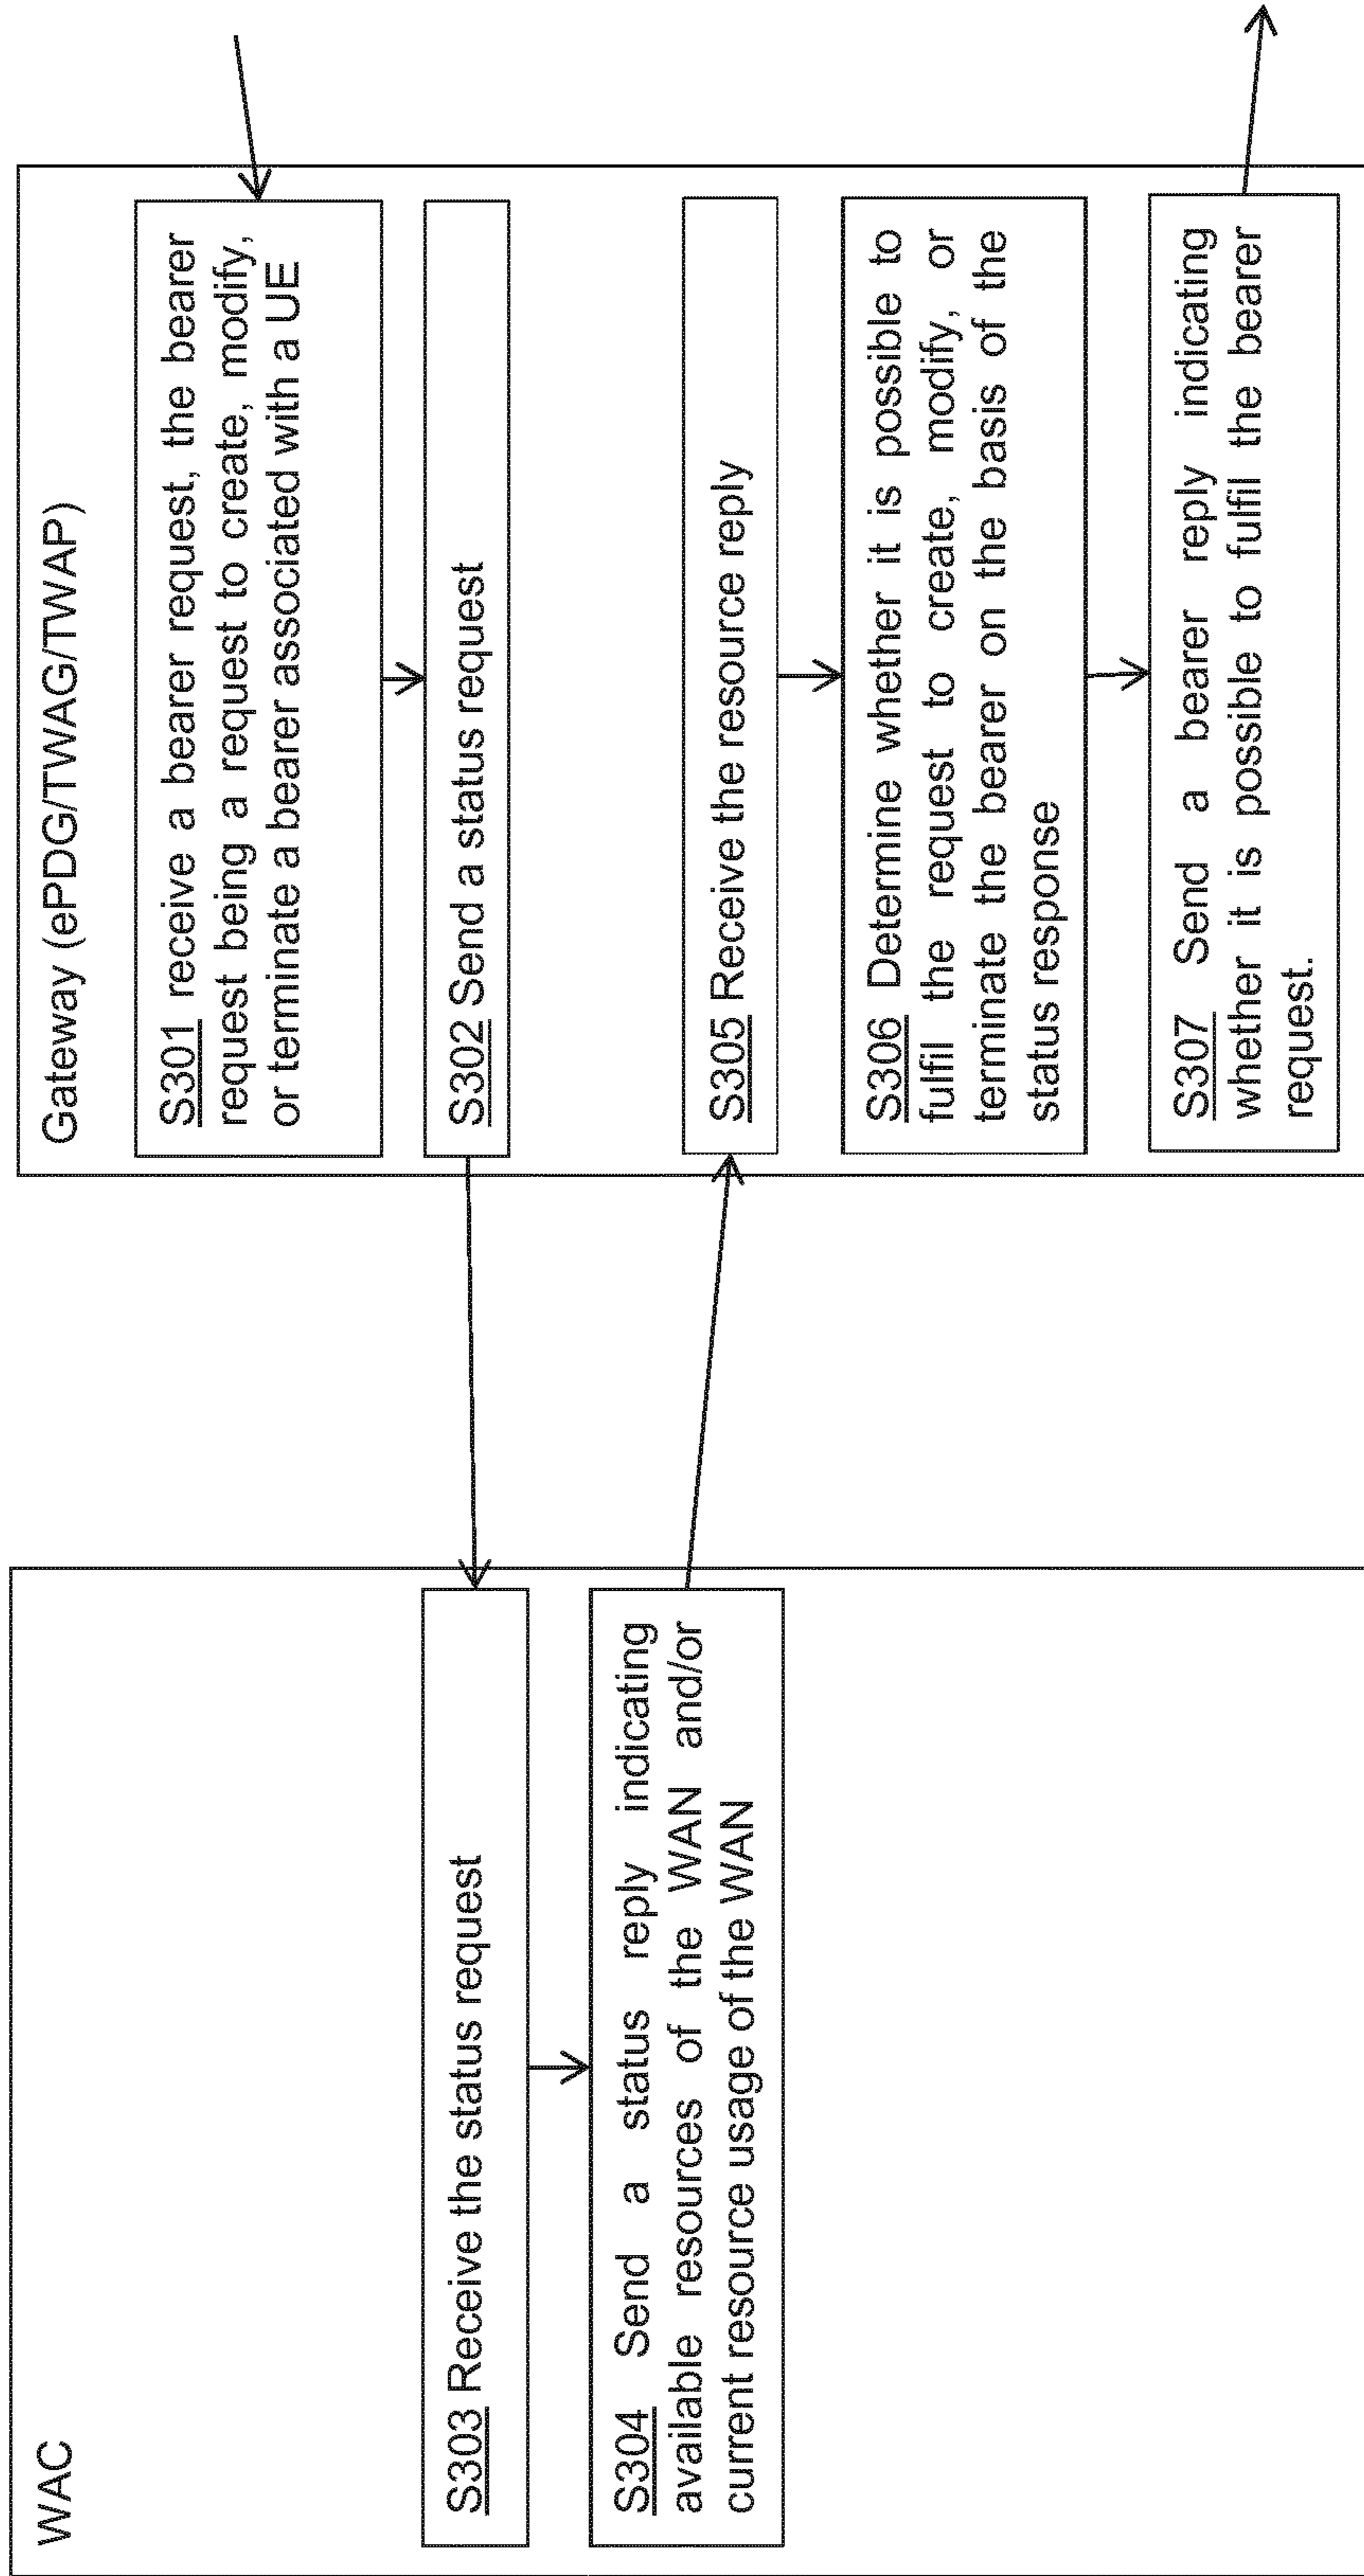 WAC
S303 Receive the status request
S304 Send a status reply indicating
available resources of the WAN and/or
current resource usage of the WAN
Gateway (ePDG/TWAG/TWAP)
S301 receive a bearer request, the bearer
request being a request to create, modify,
or terminate a bearer associated with a UE
S302 Send a status request
S305 Receive the resource reply
S306 Determine whether it is possible to
fulfil the request to create, modify, or
terminate the bearer on the basis of the
status response
S307 Send a bearer reply indicating
whether it is possible to fulfil the bearer
request.